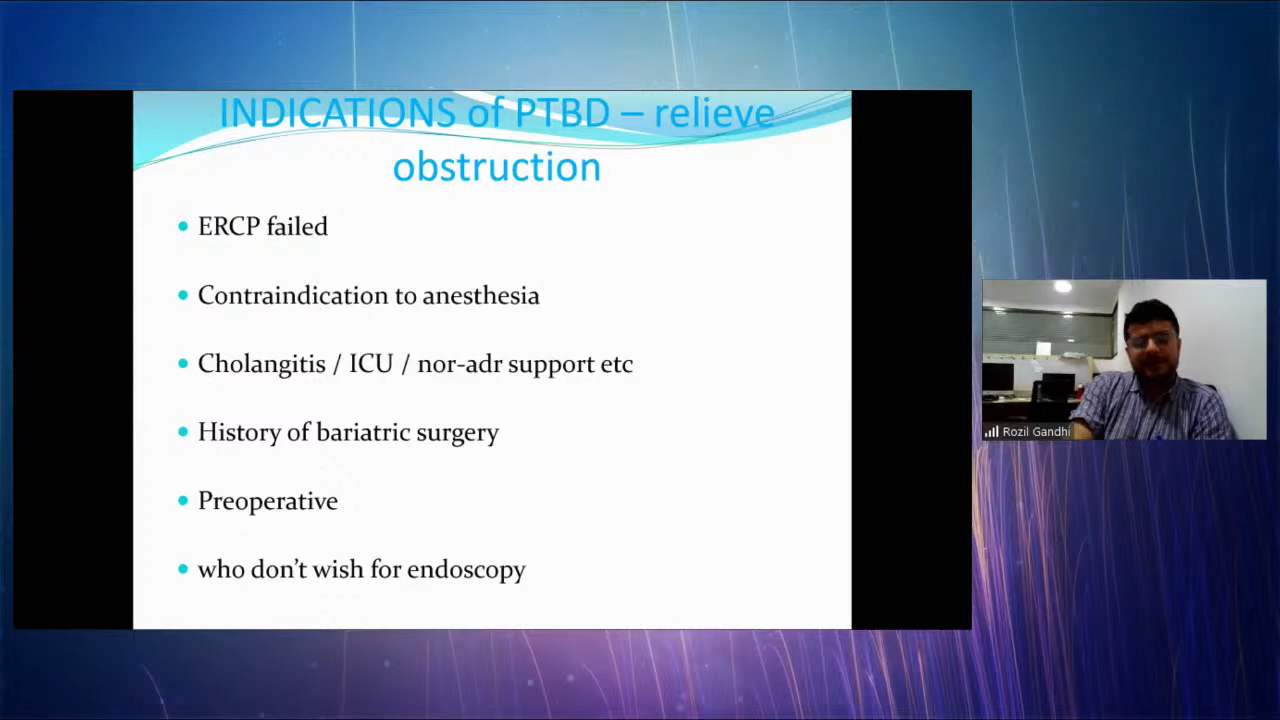 INDICATIONS of PTBD – relieve
obstruction
ERCP failed
Contraindication to anesthesia
Cholangitis / ICU / nor-adr support etc
History of bariatric surgery
Preoperative
who don’t wish for endoscopy
Rozil Gandhi